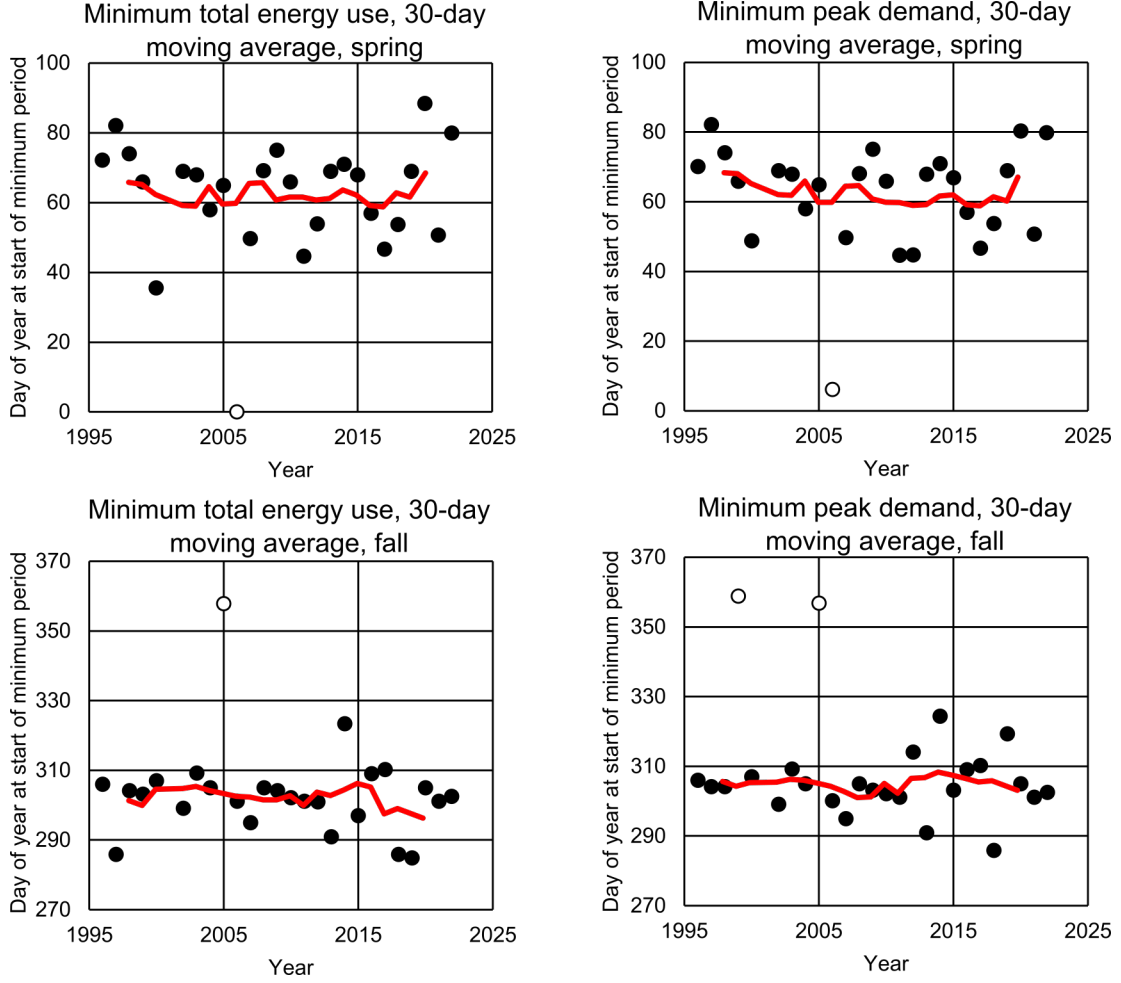 Minimum total energy use, 30-day
moving average, spring
Day of year at start of minimum period
100
80
60
40
20
0
1995
2005
2015
2025
Year
Minimum peak demand, 30-day
moving average, spring
Day of year at start of minimum period
100
80
60
40
20
0
1995
2005
2015
2025
Year
Minimum total energy use, 30-day
moving average, fall
Day of year at start of minimum period
370
350
330
310
290
270
1995
2005
2015
2025
Year
Minimum peak demand, 30-day
moving average, fall
Day of year at start of minimum period
370
350
330
310
290
270
1995
2005
2015
2025
Year